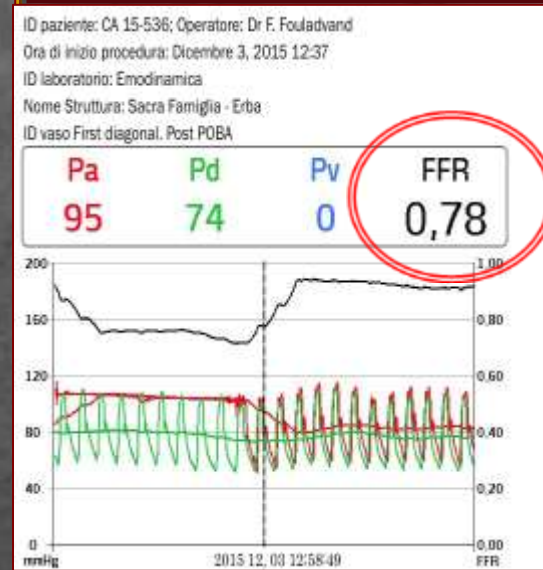 ID paziente: CA 15-536; Operatore: Dr F. Fouladvand
Ora di inizio procedura: Dicembre 3, 2015 12:37
ID laboratorio: Emodinamica
Nome Struttura: Sacra Famiglia - Erba
ID vaso First diagonal. Post POBA
Pa Pd Pv FFR
95 74 0 0,78
200 1,00
160 0,80
120 0,60
80 0,40
40 0,20
0 0,00
mmHg 2015 12, 03 12:58:49 FFR